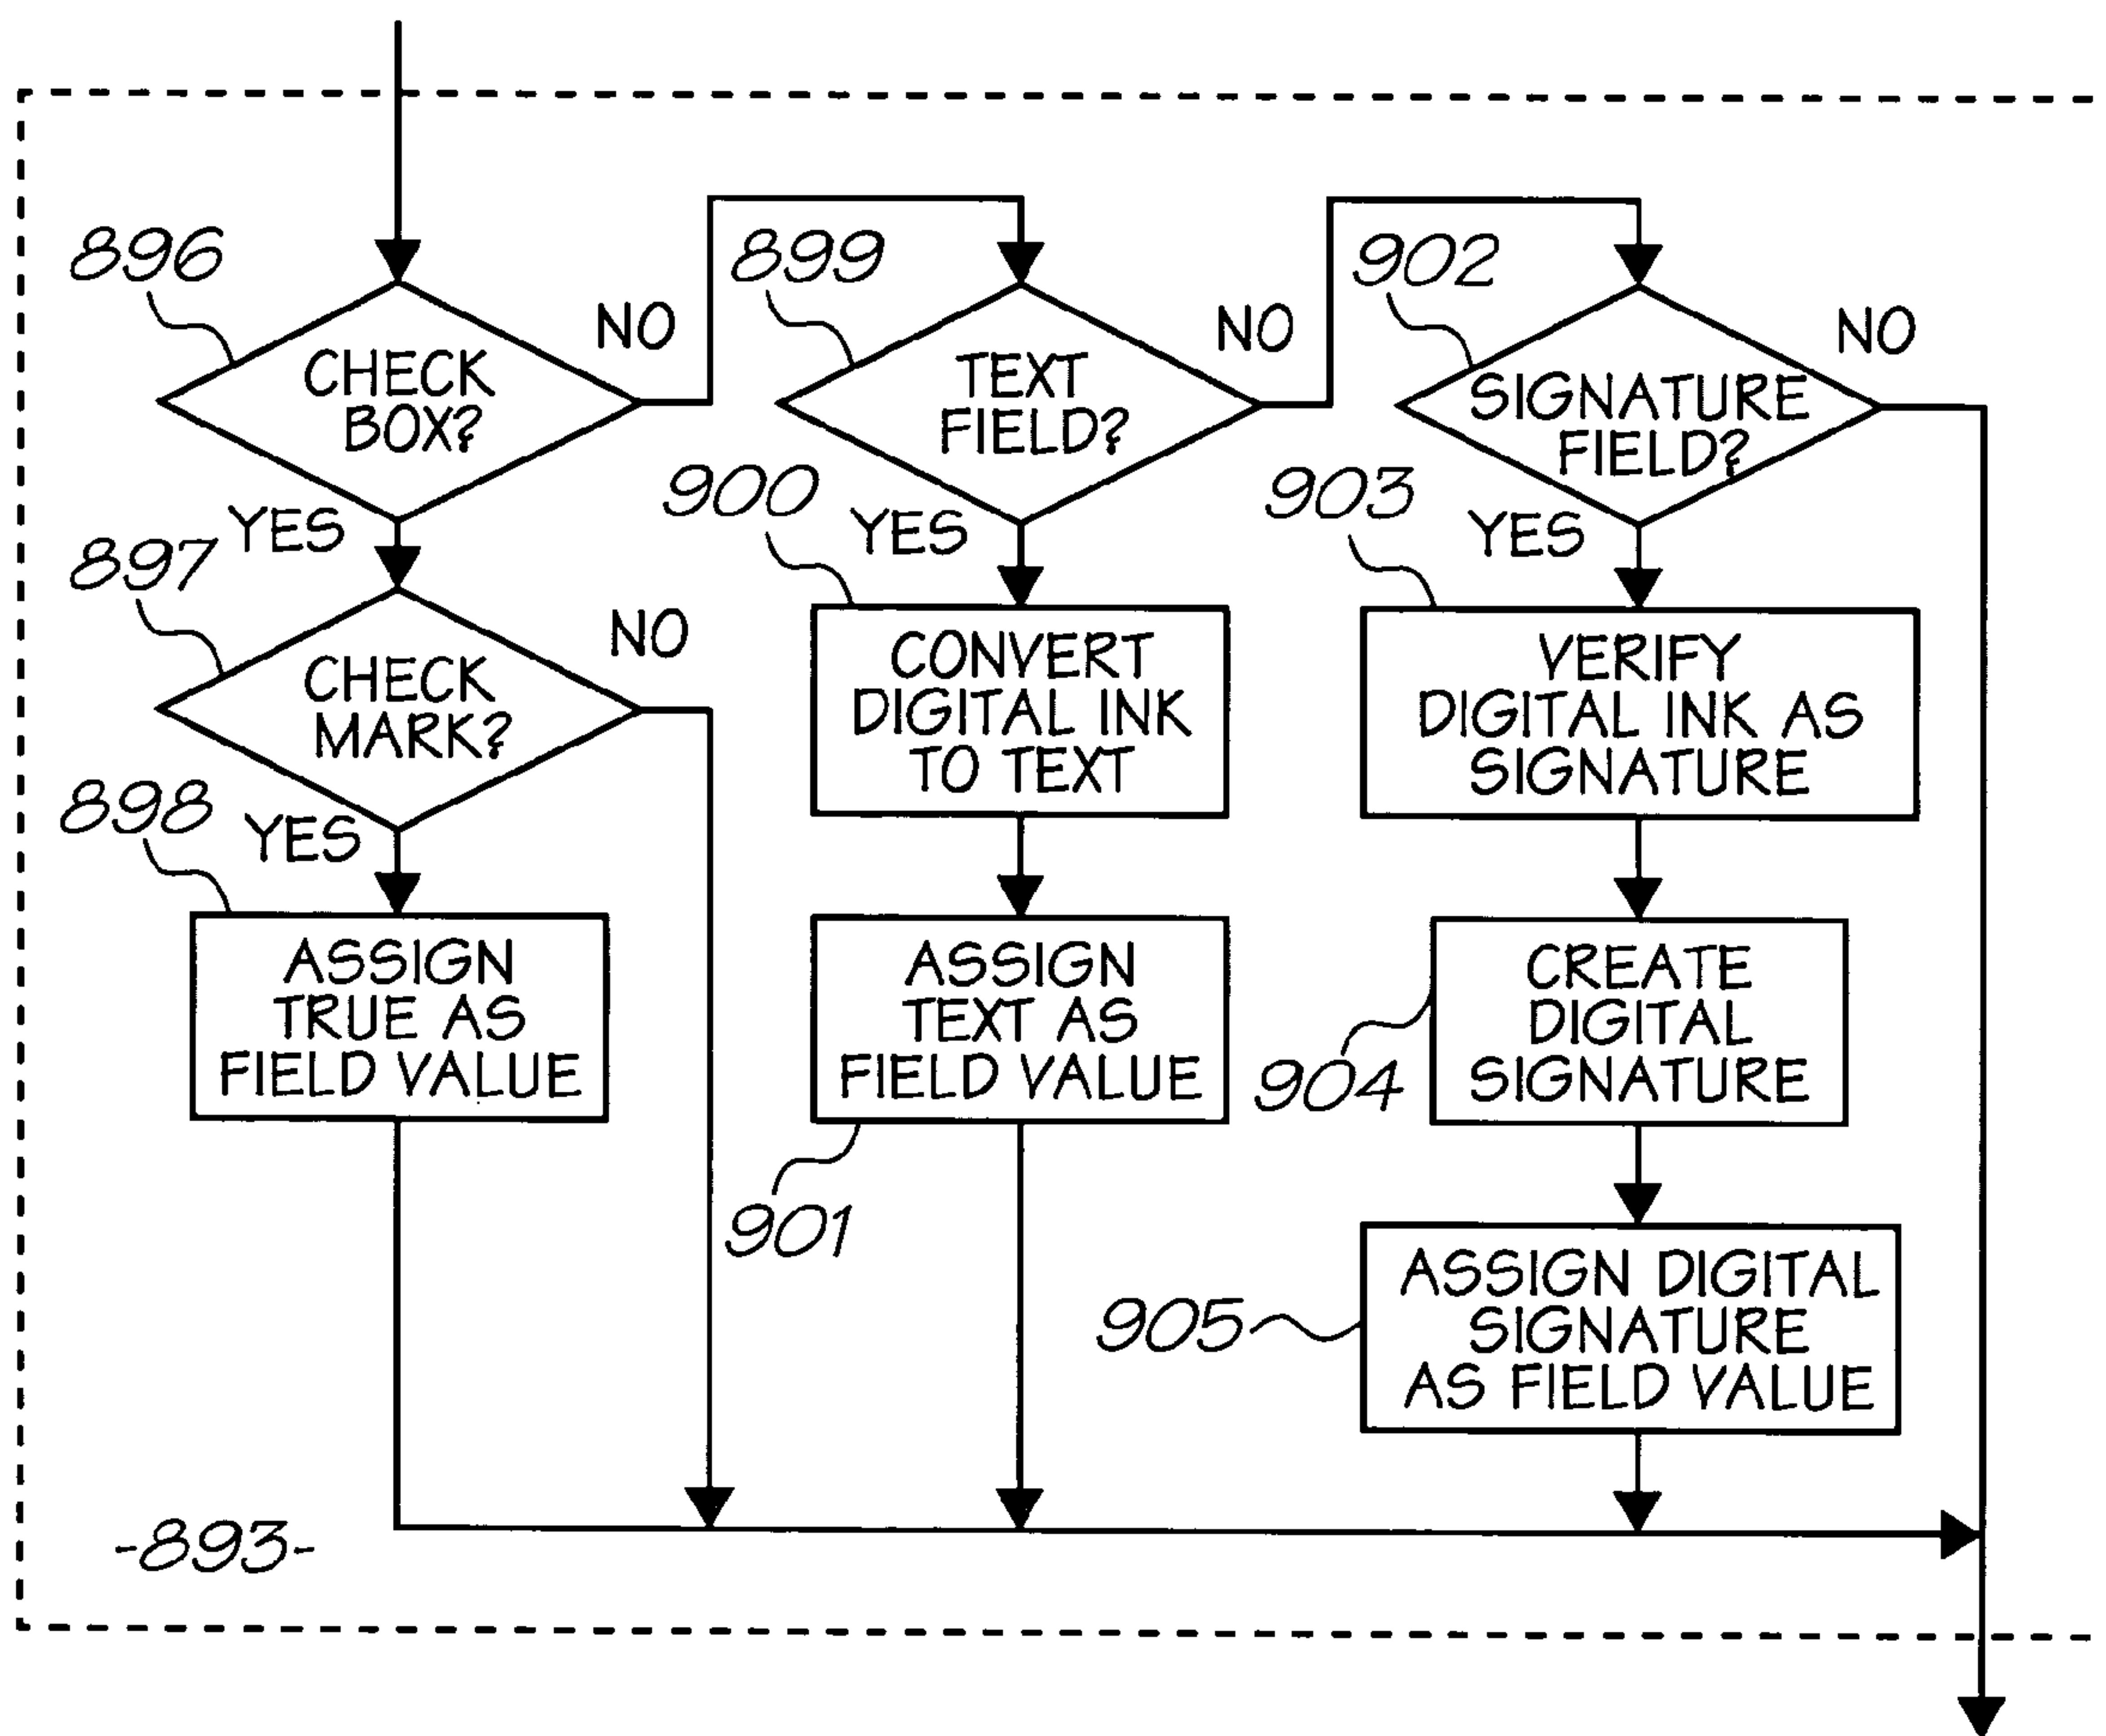 896
CHECK
BOX?
NO
YES
897
CHECK
MARK?
NO
YES
898
ASSIGN
TRUE AS
FIELD VALUE
899
TEXT
FIELD?
NO
YES
900
CONVERT
DIGITAL INK
TO TEXT
ASSIGN
TEXT AS
FIELD VALUE
901
902
SIGNATURE
FIELD?
NO
YES
903
VERIFY
DIGITAL INK AS
SIGNATURE
CREATE
DIGITAL
SIGNATURE
904
ASSIGN DIGITAL
SIGNATURE
AS FIELD VALUE
905
-893-